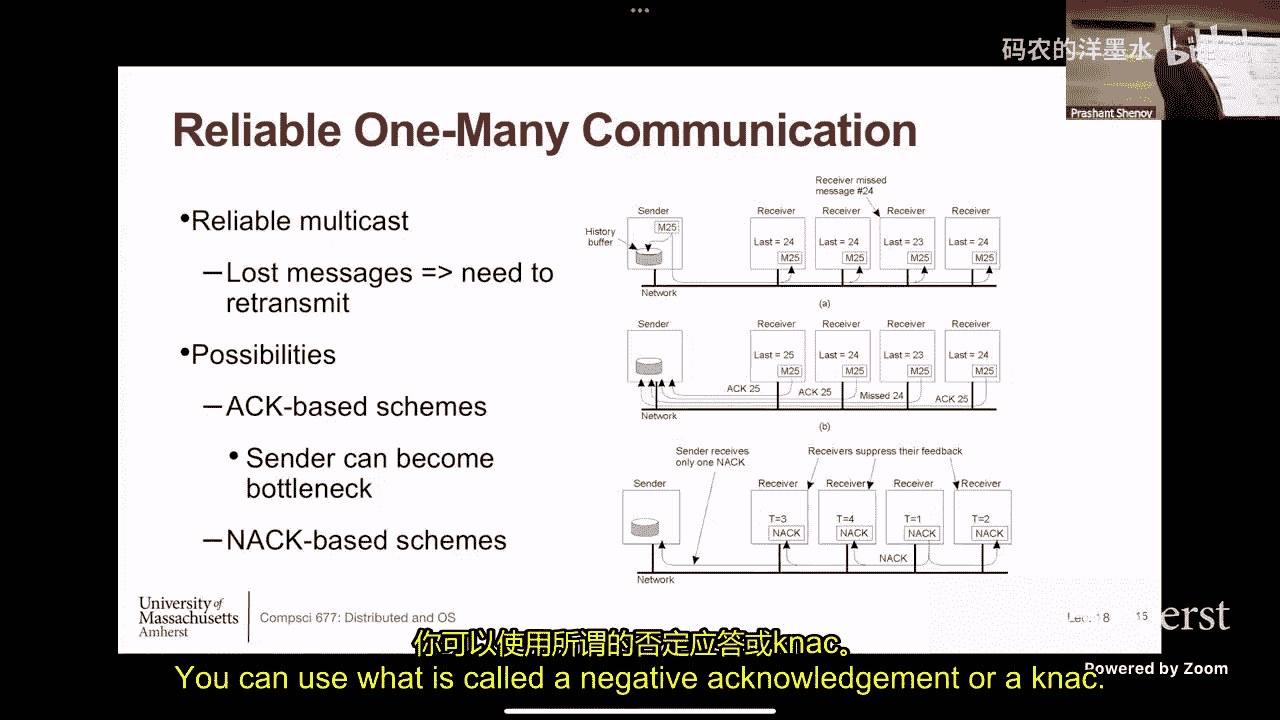 码农的洋墨水
Prashant Shenoy
Reliable One-Many Communication
•Reliable multicast
–Lost messages => need to
retransmit
•Possibilities
–ACK-based schemes
• Sender can become
bottleneck
–NACK-based schemes
Receiver missed
message #24
Sender
Receiver
Receiver
Receiver
Receiver
History
buffer
M25
Last = 24
Last = 24
Last = 23
Last = 24
M25
M25
M25
M25
Network
(a)
Sender
Receiver
Receiver
Receiver
Receiver
Last = 25
Last = 24
Last = 23
Last = 24
M25
M25
M25
M25
ACK 25
ACK 25
Missed 24
ACK 25
Network
(b)
Sender receives
only one NACK
Receivers suppress their feedback
Sender
Receiver
Receiver
Receiver
Receiver
T=3
T=4
T=1
T=2
NACK
NACK
NACK
NACK
NACK
Network
University of
Massachusetts
Amherst
Compsci 677: Distributed and OS
Lec. 18
15
erst
你可以使用所谓的否定应答或knac。
You can use what is called a negative acknowledgement or a knac.
Powered by Zoom